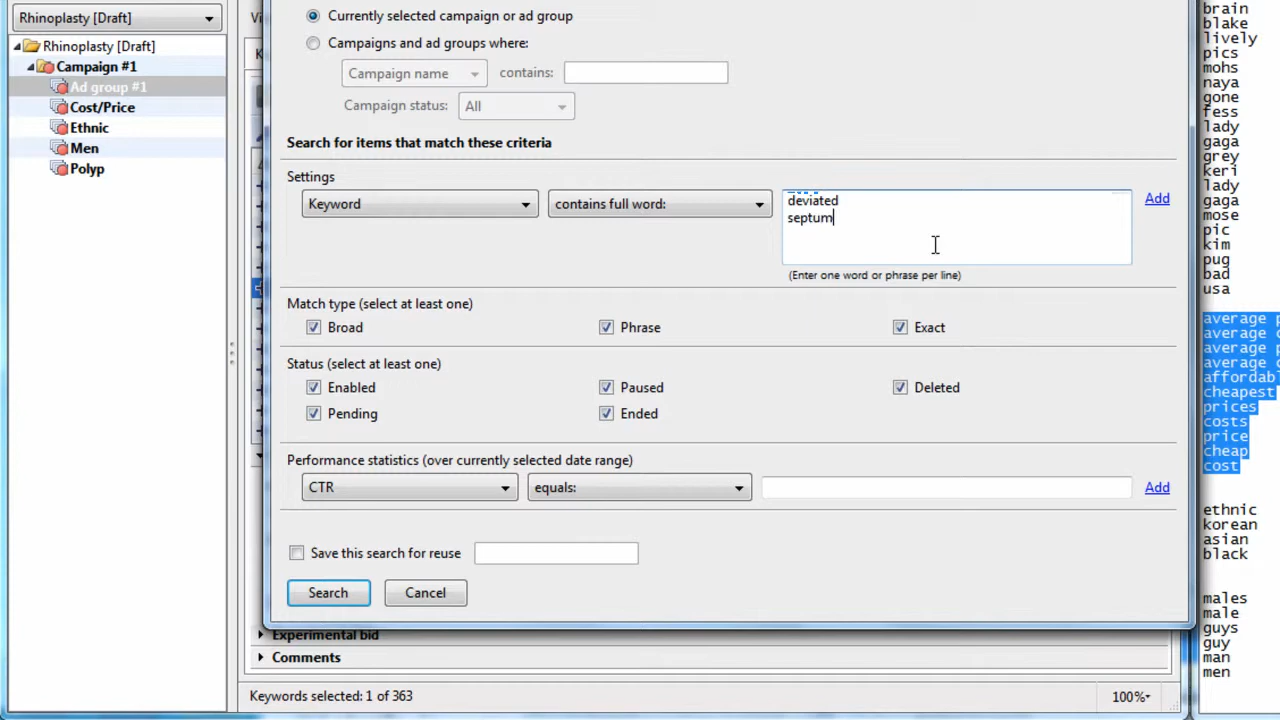 Rhinoplasty [Draft]
Rhinoplasty [Draft]
Campaign #1
Ad group #1
Cost/Price
Ethnic
Men
Polyp
Currently selected campaign or ad group
Campaigns and ad groups where:
Campaign name
contains:
Campaign status:
All
Search for items that match these criteria
Settings
Keyword
contains full word:
deviated
septum
Add
(Enter one word or phrase per line)
Match type (select at least one)
Broad
Phrase
Exact
Status (select at least one)
Enabled
Paused
Deleted
Pending
Ended
Performance statistics (over currently selected date range)
CTR
equals:
Add
Save this search for reuse
Search
Cancel
Experimental bid
Comments
Keywords selected: 1 of 363
100%
brain
blake
lively
pics
mohs
naya
gone
fess
lady
gaga
grey
keri
lady
gaga
mose
pic
kim
pug
bad
usa
average
average
average
average
affordabl
cheapest
prices
costs
price
cheap
cost
ethnic
korean
asian
black
males
male
guys
guy
man
men